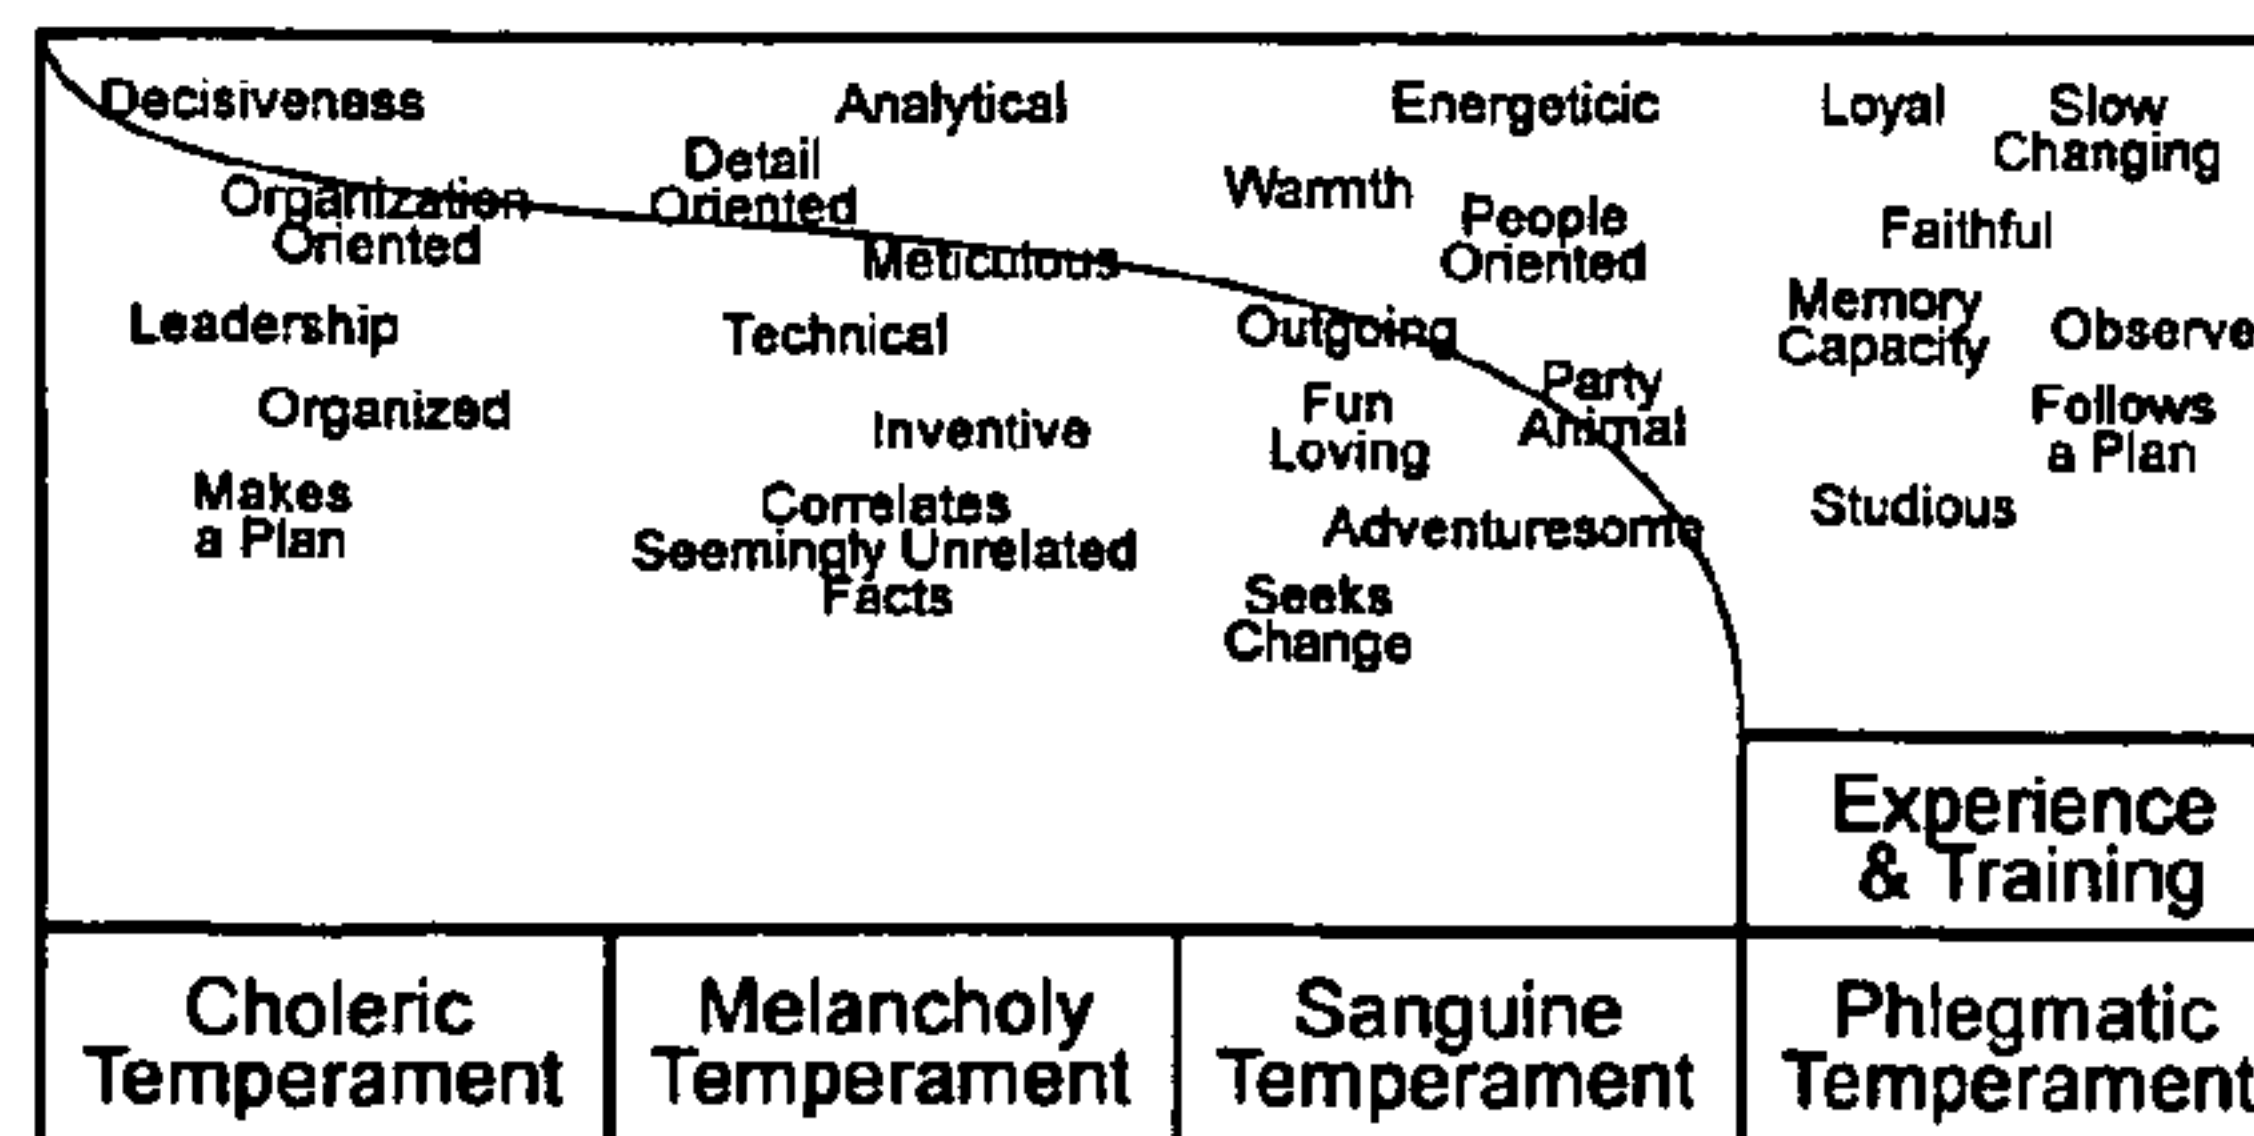 Decisiveness
Organization
Oriented
Leadership
Organized
Makes
a Plan
Analytical
Detail
Oriented
Meticulous
Technical
Inventive
Correlates
Seemingly Unrelated
Facts
Energeticic
Warmth
People
Oriented
Outgoing
Party
Animal
Fun
Loving
Adventuresome
Seeks
Change
Loyal
Slow
Changing
Faithful
Memory
Capacity
Observe
Follows
a Plan
Studious
Experience
& Training
Choleric
Temperament
Melancholy
Temperament
Sanguine
Temperament
Phlegmatic
Temperament